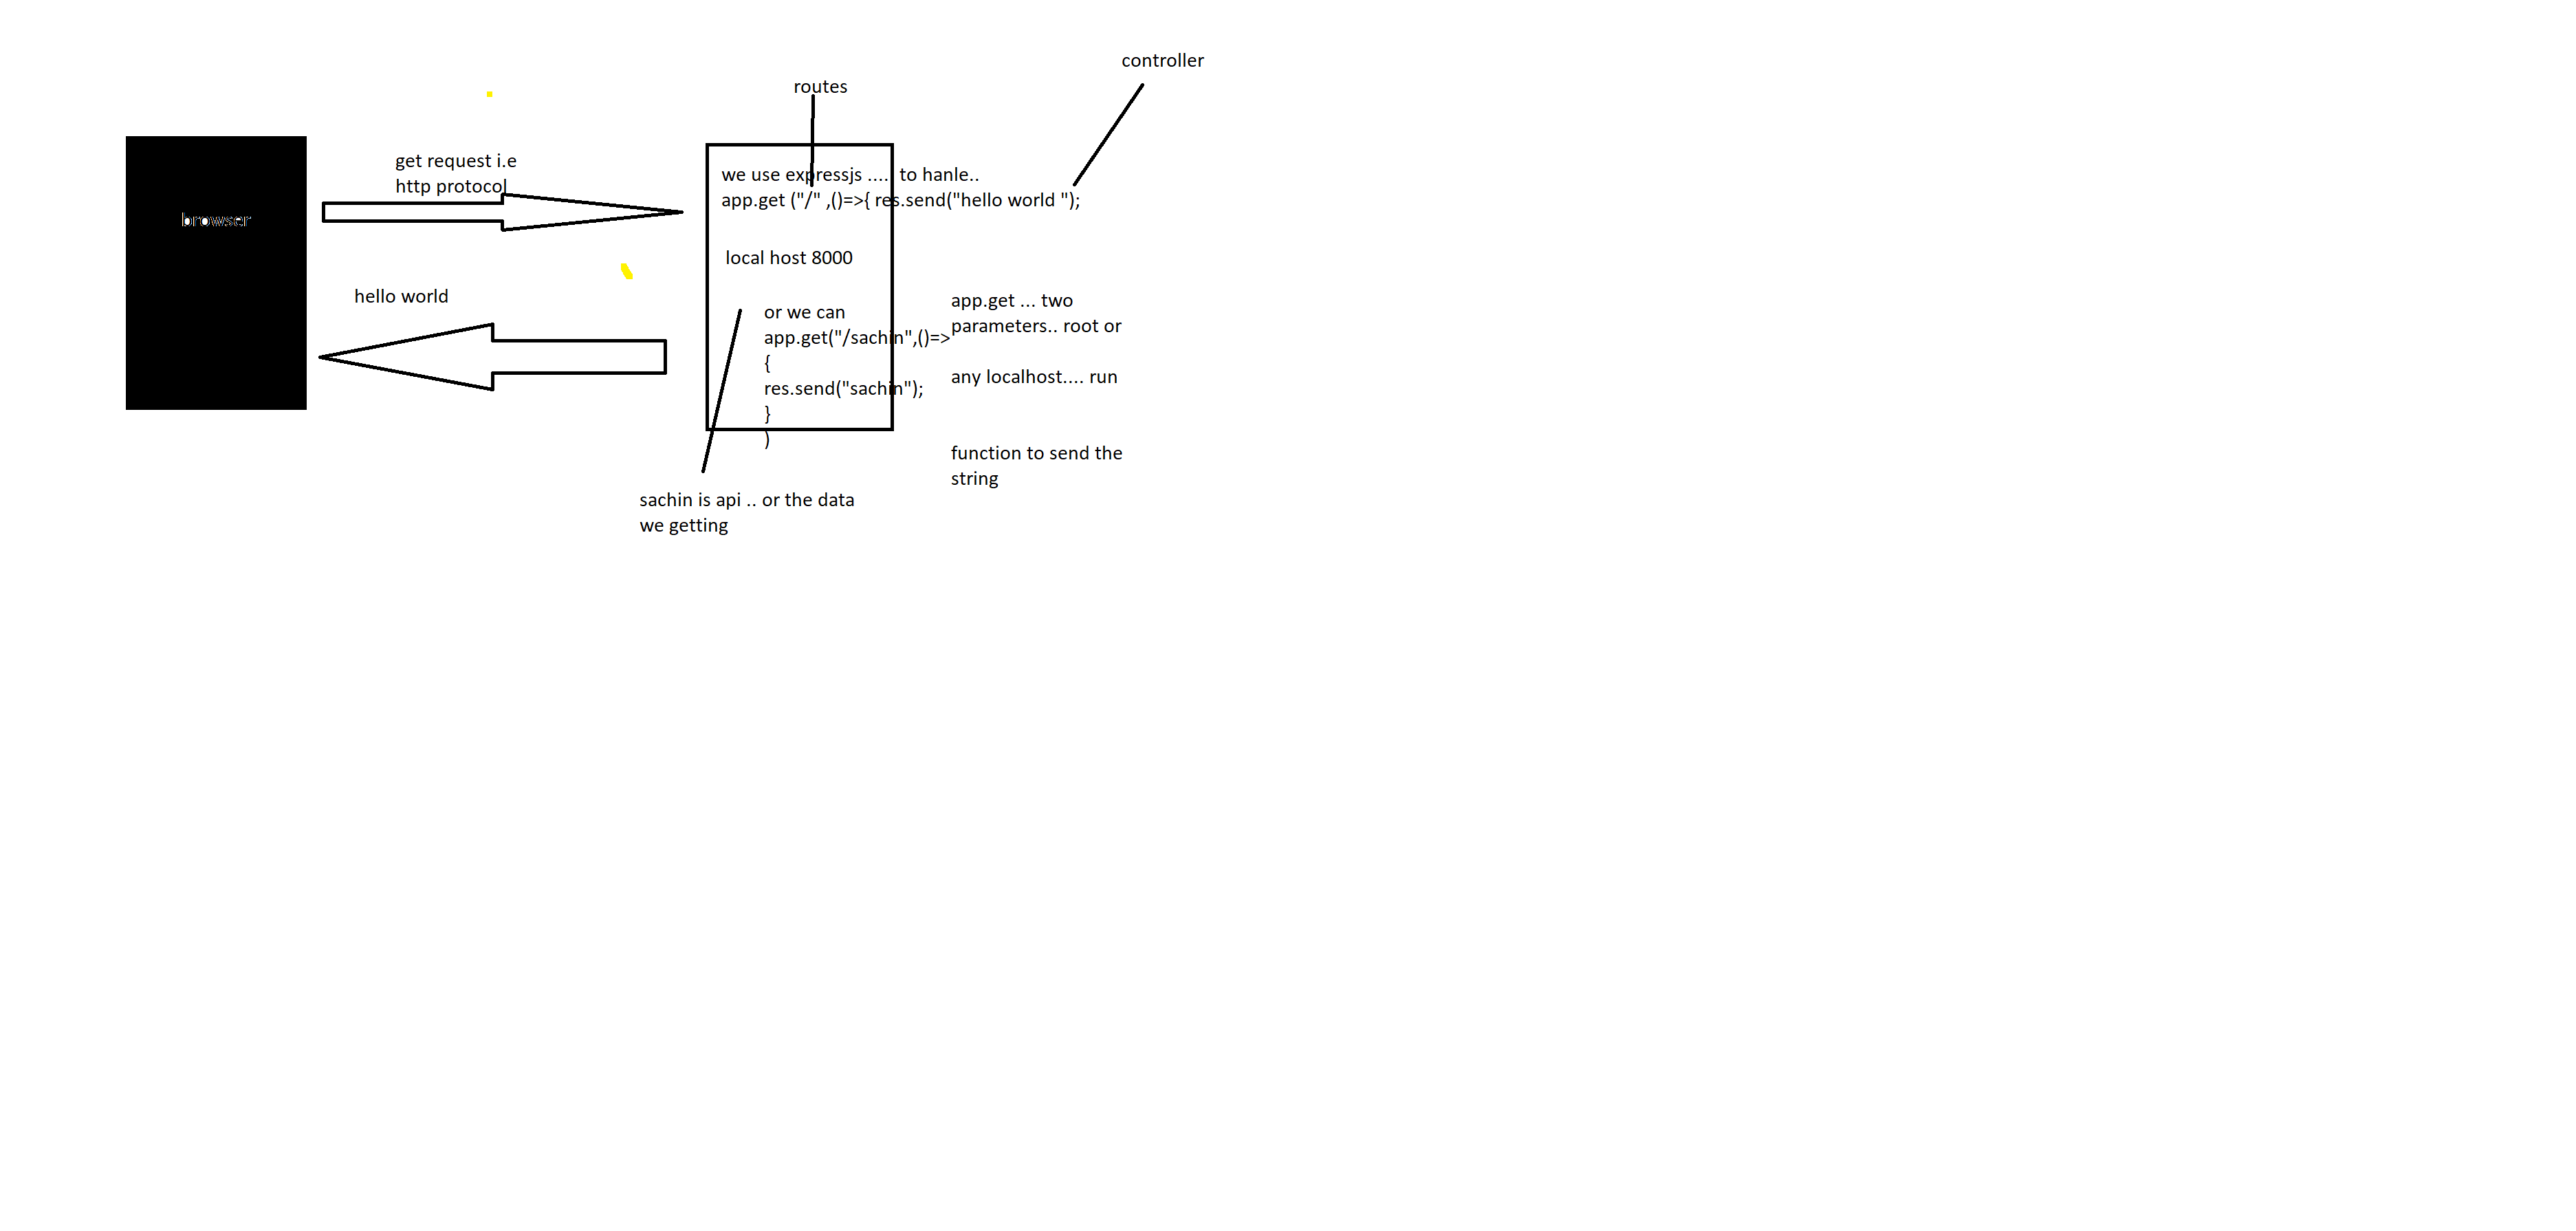 controller
routes
get request i.e
http protocol
browser
we use expressjs ..... to hanle..
app.get ("/" ,()=>{ res.send("hello world ");
local host 8000
hello world
or we can
app.get("/sachin",()=>
{
res.send("sachin");
}
)
app.get ... two
parameters.. root or
any localhost.... run
function to send the
string
sachin is api .. or the data
we getting